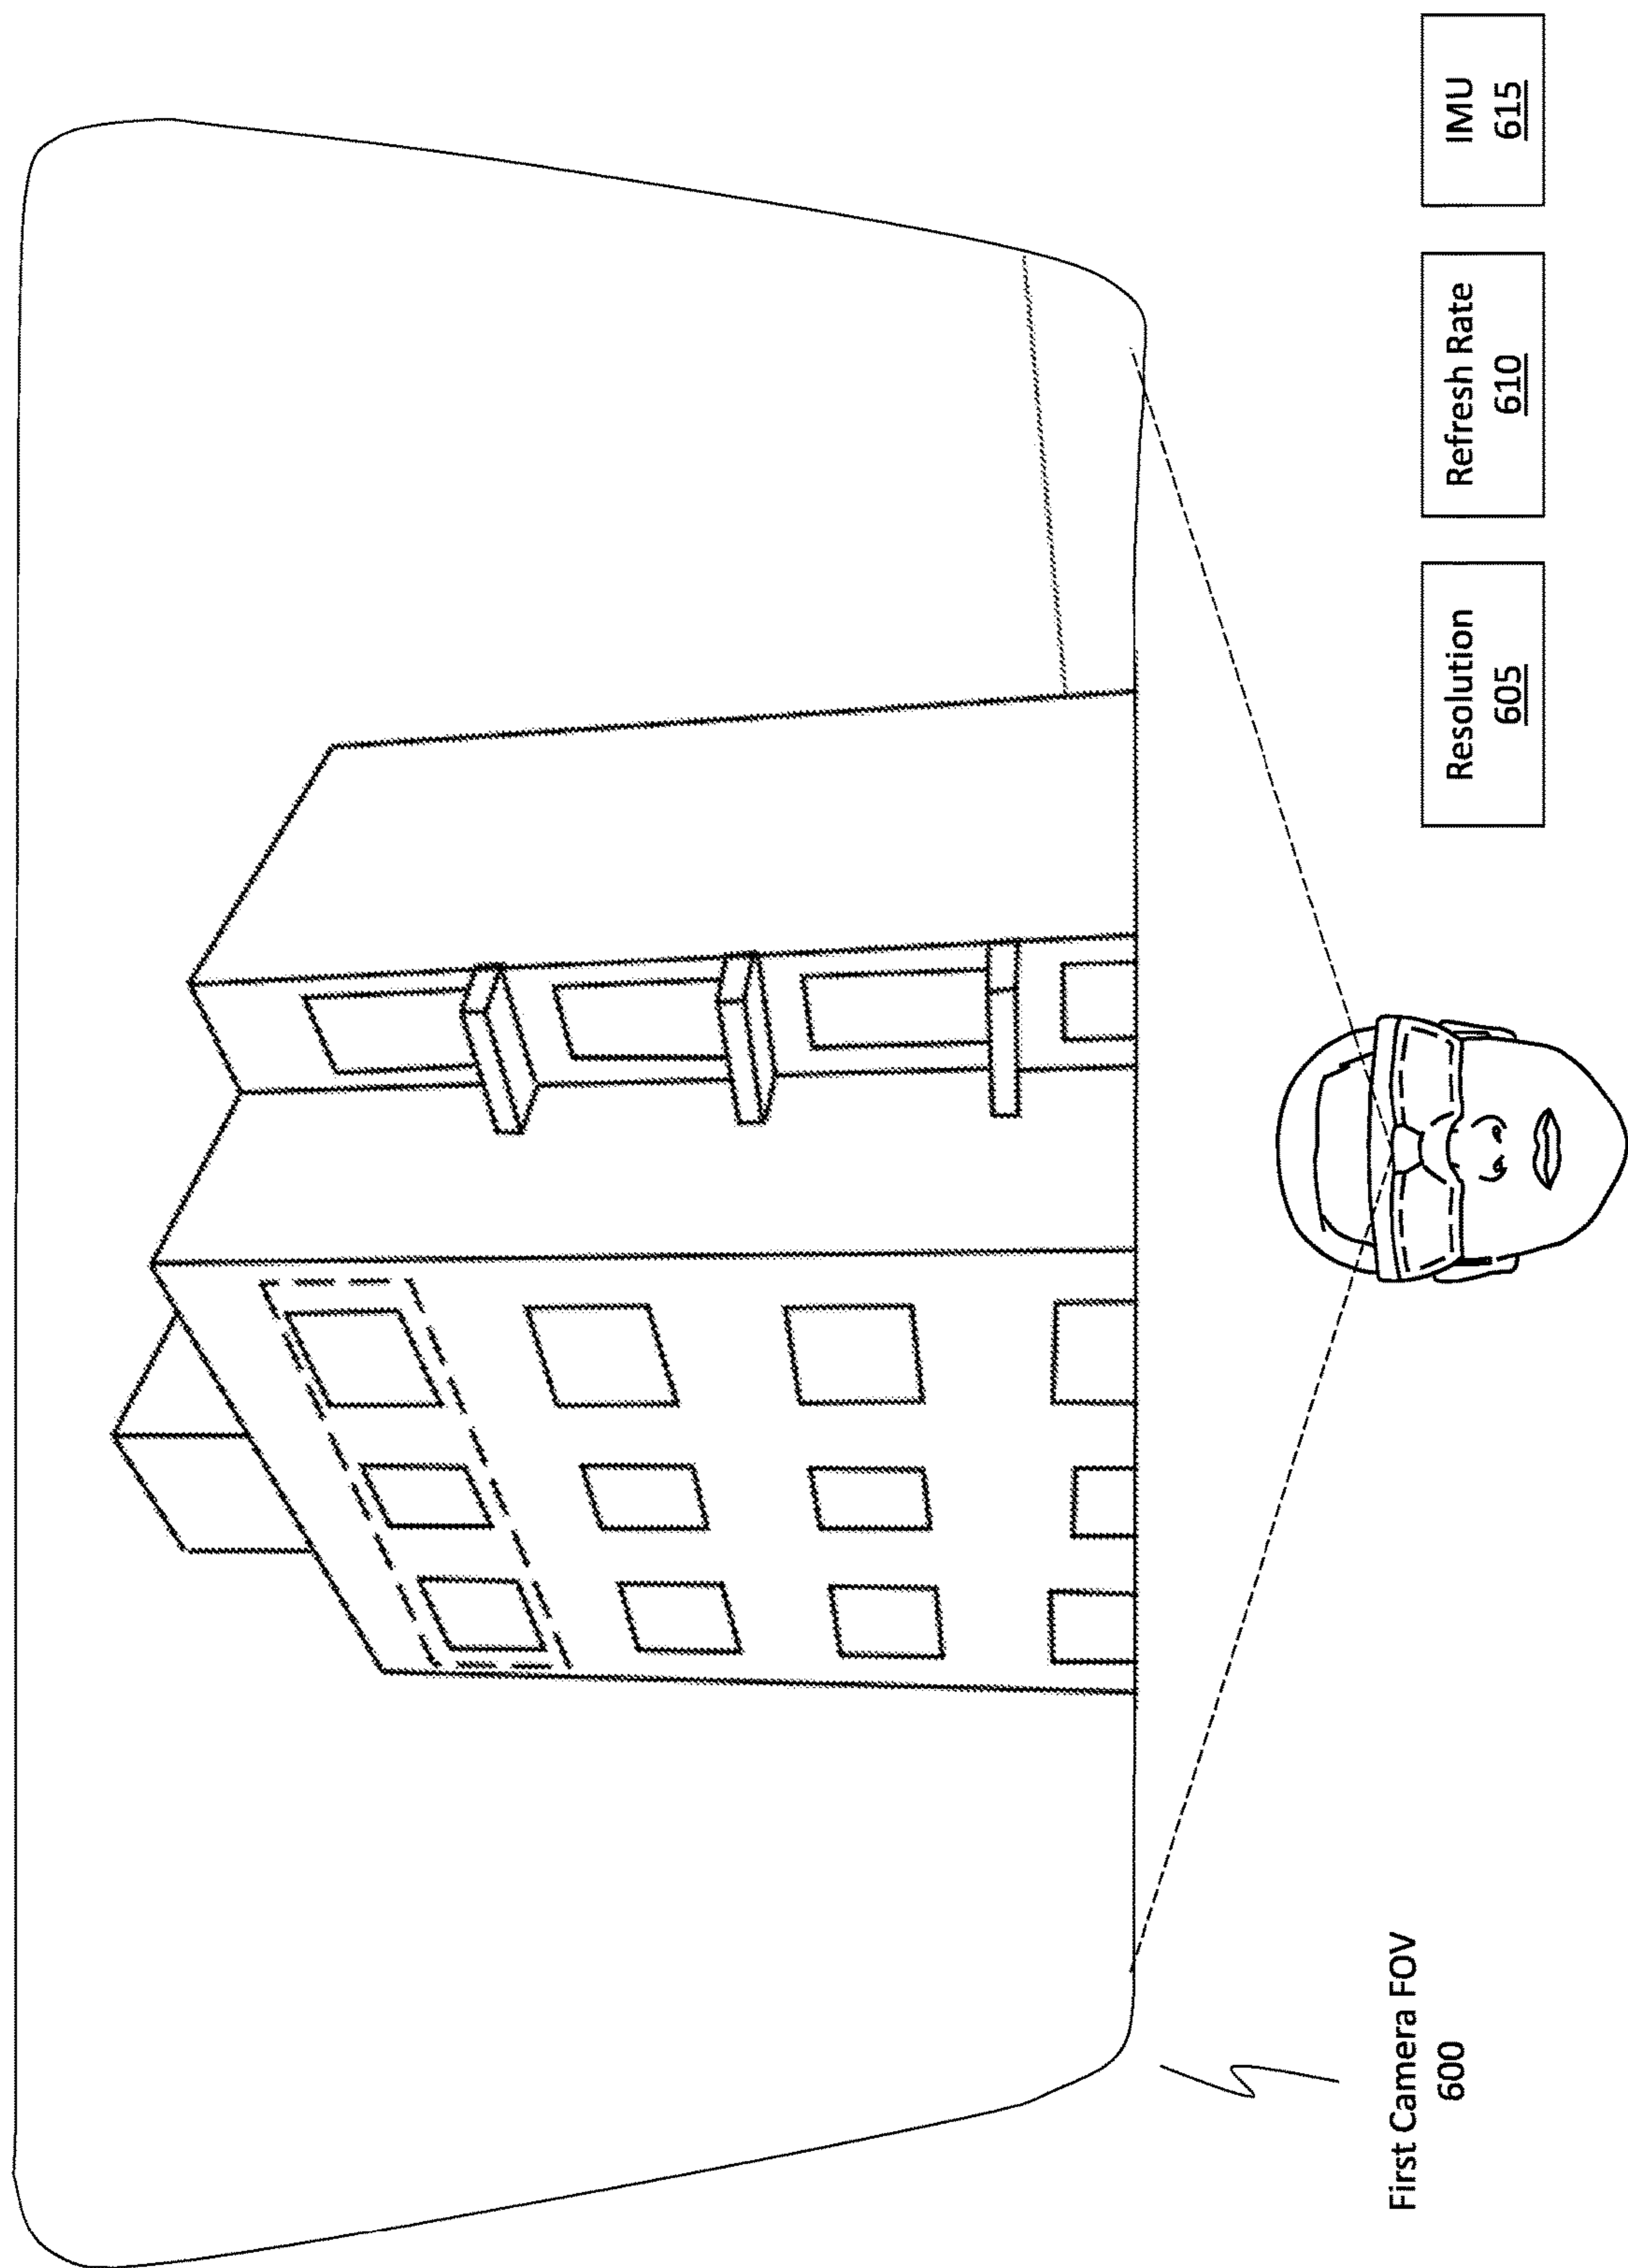 First Camera FOV
600
Resolution
605
Refresh Rate
610
IMU
615